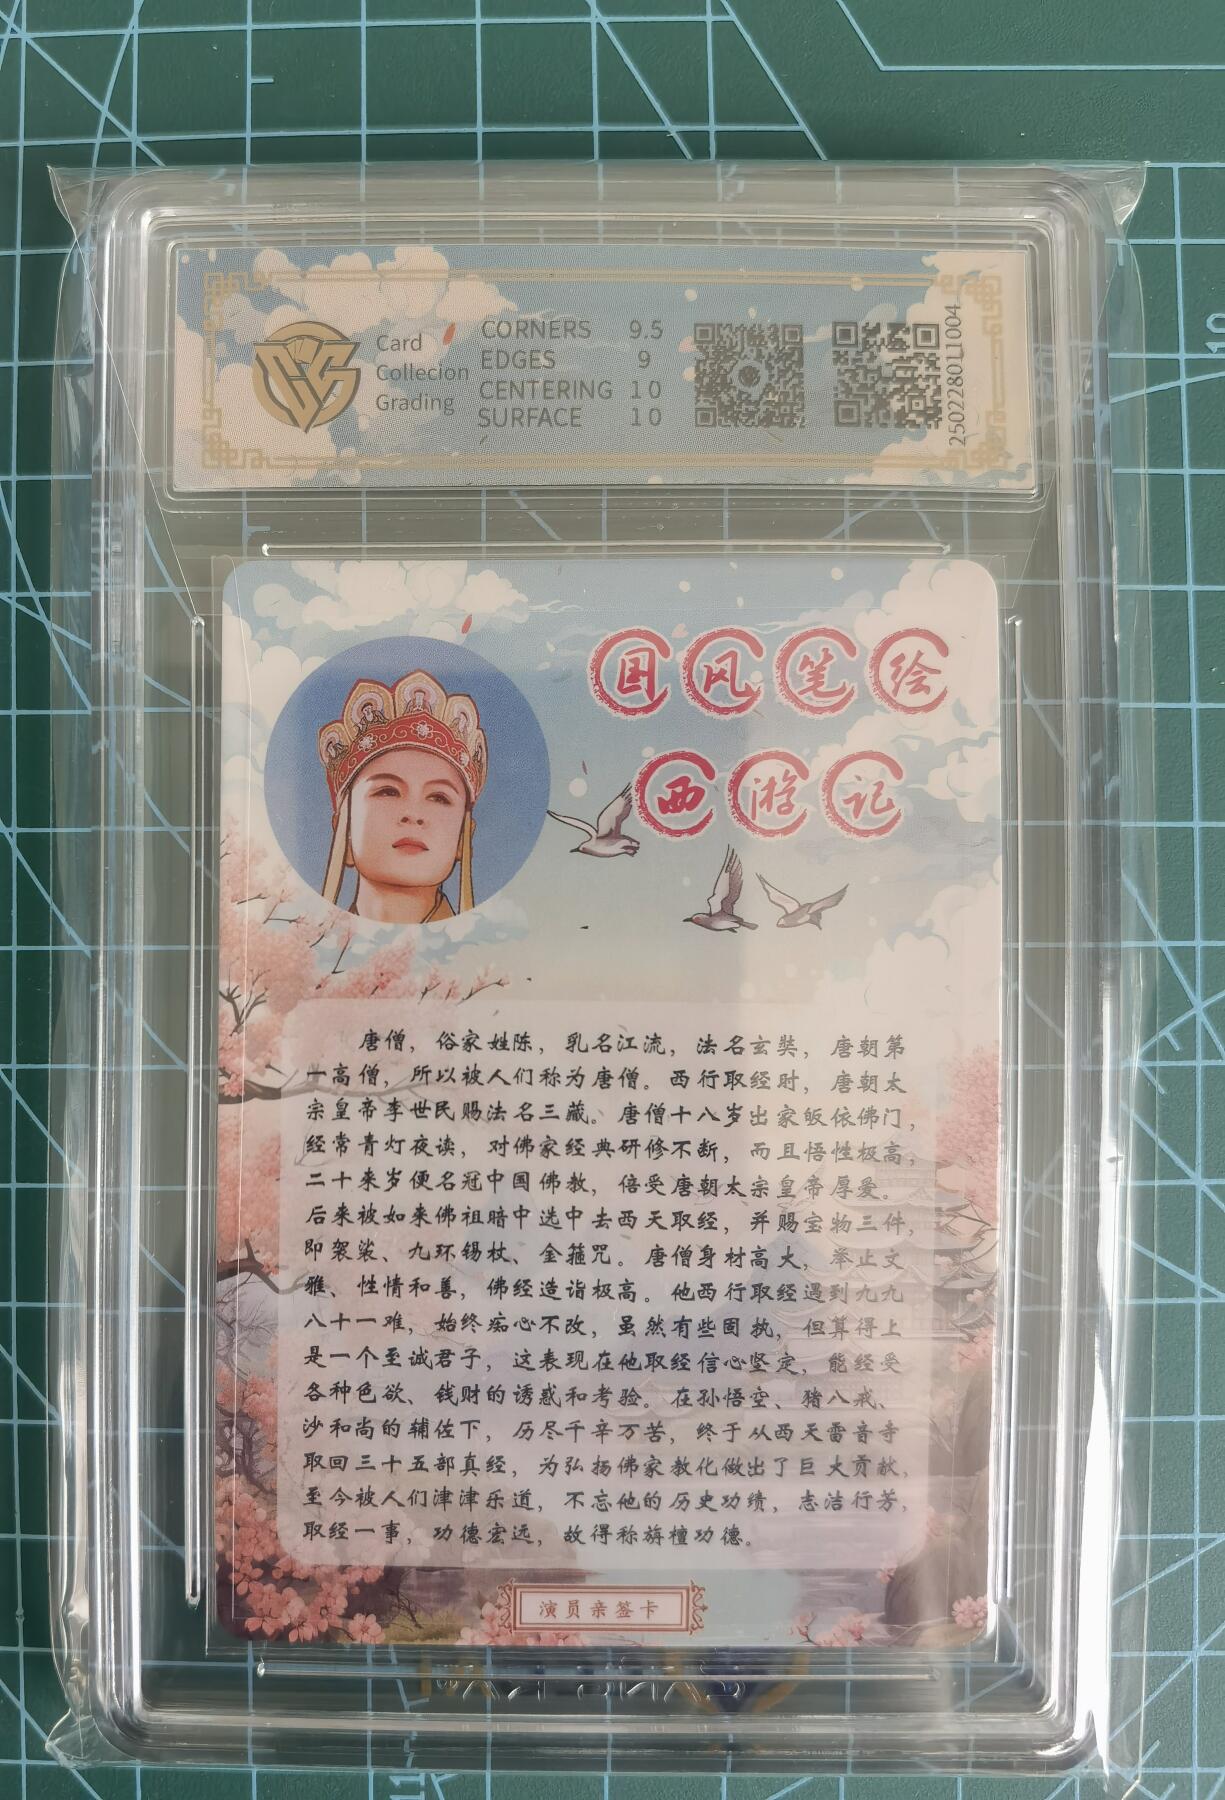 Card
Collecion
Grading
CORNERS 9.5
EDGES 9
CENTERING 10
SURFACE 10
2502280LL004
国风笔绘
西游记
唐僧，俗家姓陈，乳名江流，法名玄奘，唐朝第
一高僧，所以被人们称为唐僧。西行取经时，唐朝太
宗皇帝李世民赐法名三藏。唐僧十八岁出家皈依佛门，
经常青灯夜读，对佛家经典研修不断，而且悟性极高，
二十来岁便名冠中国佛教，倍受唐朝太宗皇帝厚爱。
后来被如来佛祖暗中选中去西天取经，并赐宝物三件，
即袈裟、九环锡杖、金箍咒。唐僧身材高大，举止文
雅、性情和善，佛经造诣极高。他西行取经遇到九九
八十一难，始终痴心不改，虽然有些固执，但算得上
是一个至诚君子，这表现在他取经信心坚定，能经受
各种色欲、钱财的诱惑和考验。在孙悟空、猪八戒、
沙和尚的辅佐下，历尽千辛万苦，终于从西天雷音寺
取回三十五部真经，为弘扬佛家教化做出了巨大贡献，
至今被人们津津乐道，不忘他的历史功绩，志洁行芳，
取经一事，功德宏远，故得称旃檀功德。
演员亲签卡